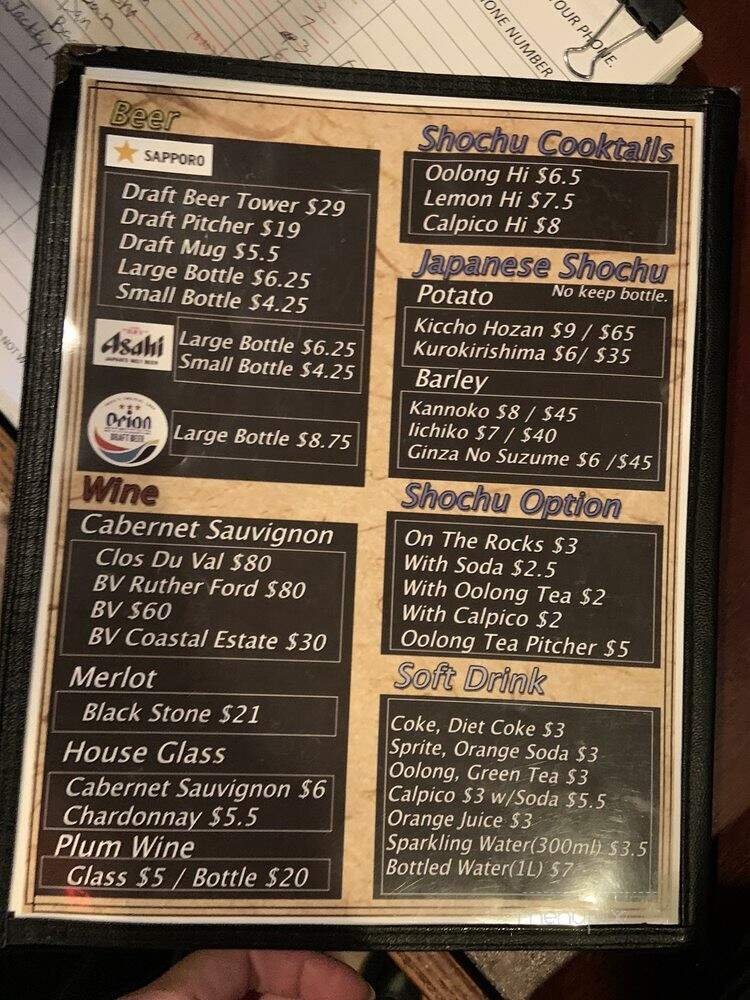 YOUR PHONE.
ONE NUMBER
Beer
SAPPORO
Draft Beer Tower $29
Draft Pitcher $19
Draft Mug $5.5
Large Bottle $6.25
Small Bottle $4.25
Asahi
Large Bottle $6.25
Small Bottle $4.25
Orion
DRAFT BEER
Large Bottle $8.75
Wine
Cabernet Sauvignon
Clos Du Val $80
BV Ruther Ford $80
BV $60
BV Coastal Estate $30
Merlot
Black Stone $21
House Glass
Cabernet Sauvignon $6
Chardonnay $5.5
Plum Wine
Glass $5 / Bottle $20
Shochu Cooktails
Oolong Hi $6.5
Lemon Hi $7.5
Calpico Hi $8
Japanese Shochu
Potato No keep bottle.
Kiccho Hozan $9 / $65
Kurokirishima $6/ $35
Barley
Kannoko $8 / $45
Iichiko $7 / $40
Ginza No Suzume $6 /$45
Shochu Option
On The Rocks $3
With Soda $2.5
With Oolong Tea $2
With Calpico $2
Oolong Tea Pitcher $5
Soft Drink
Coke, Diet Coke $3
Sprite, Orange Soda $3
Oolong, Green Tea $3
Calpico $3 w/Soda $5.5
Orange Juice $3
Sparkling Water(300ml) $3.5
Bottled Water(1L) $7